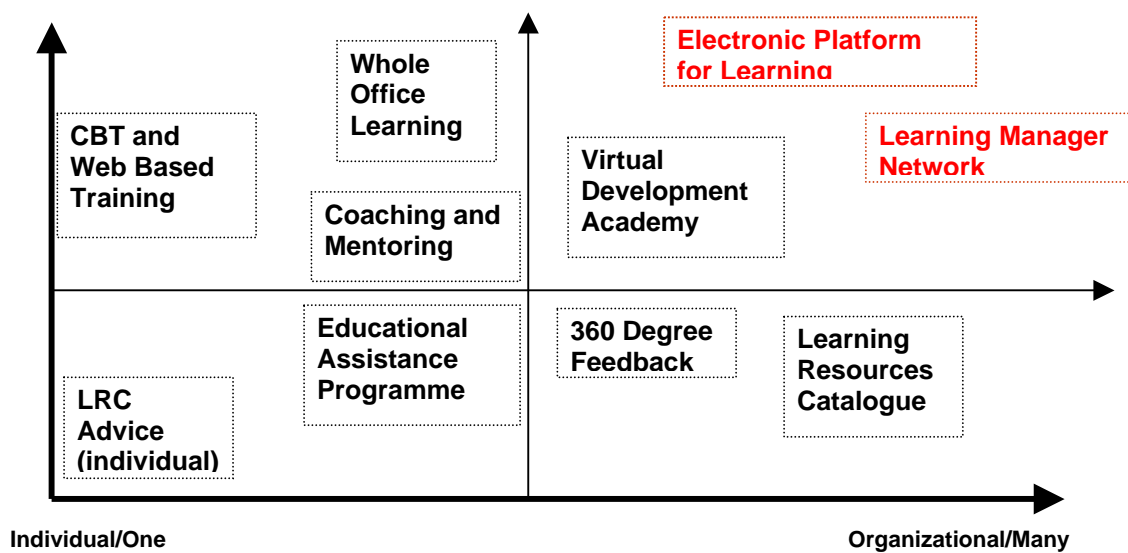 Electronic Platform
for Learning
Whole
Office
Learning
CBT and
Web Based
Training
Learning Manager
Network
Virtual
Development
Academy
Coaching and
Mentoring
Educational
Assistance
Programme
360 Degree
Feedback
Learning
Resources
Catalogue
LRC
Advice
(individual)
Individual/One
Organizational/Many